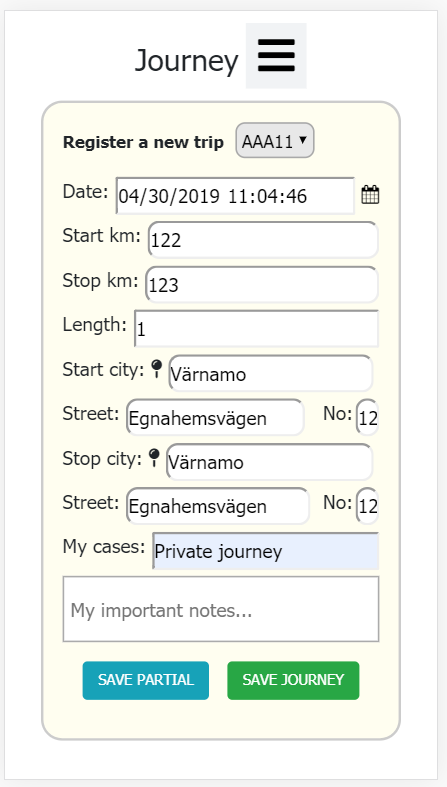 Journey
Register a new trip AAA11
Date: 04/30/2019 11:04:46
Start km: 122
Stop km: 123
Length: 1
Start city: Värnamo
Street: Egnahemsvägen No: 12
Stop city: Värnamo
Street: Egnahemsvägen No: 12
My cases: Private journey
My important notes...
SAVE PARTIAL SAVE JOURNEY